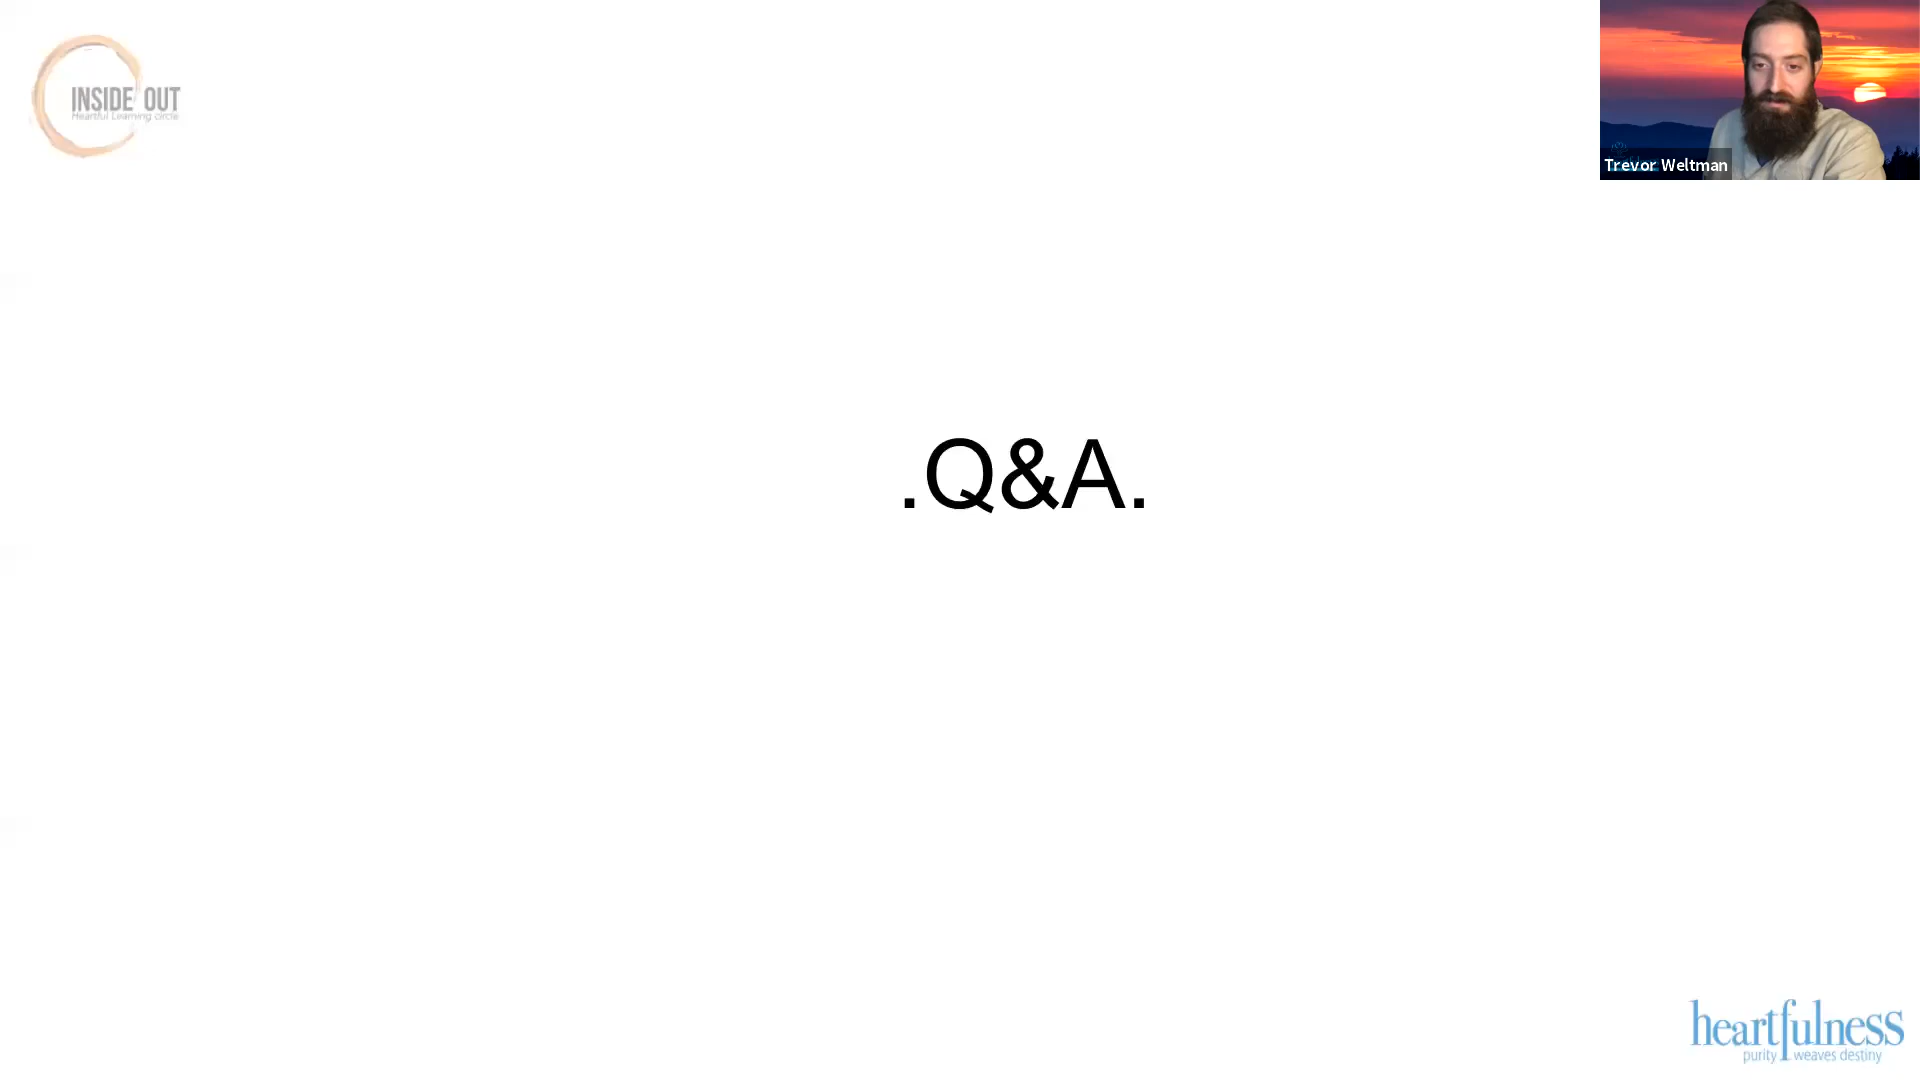 INSIDE OUT
Heartful Learning circle
Trevor Weltman
.Q&A.
heartfulness
purity weaves destiny